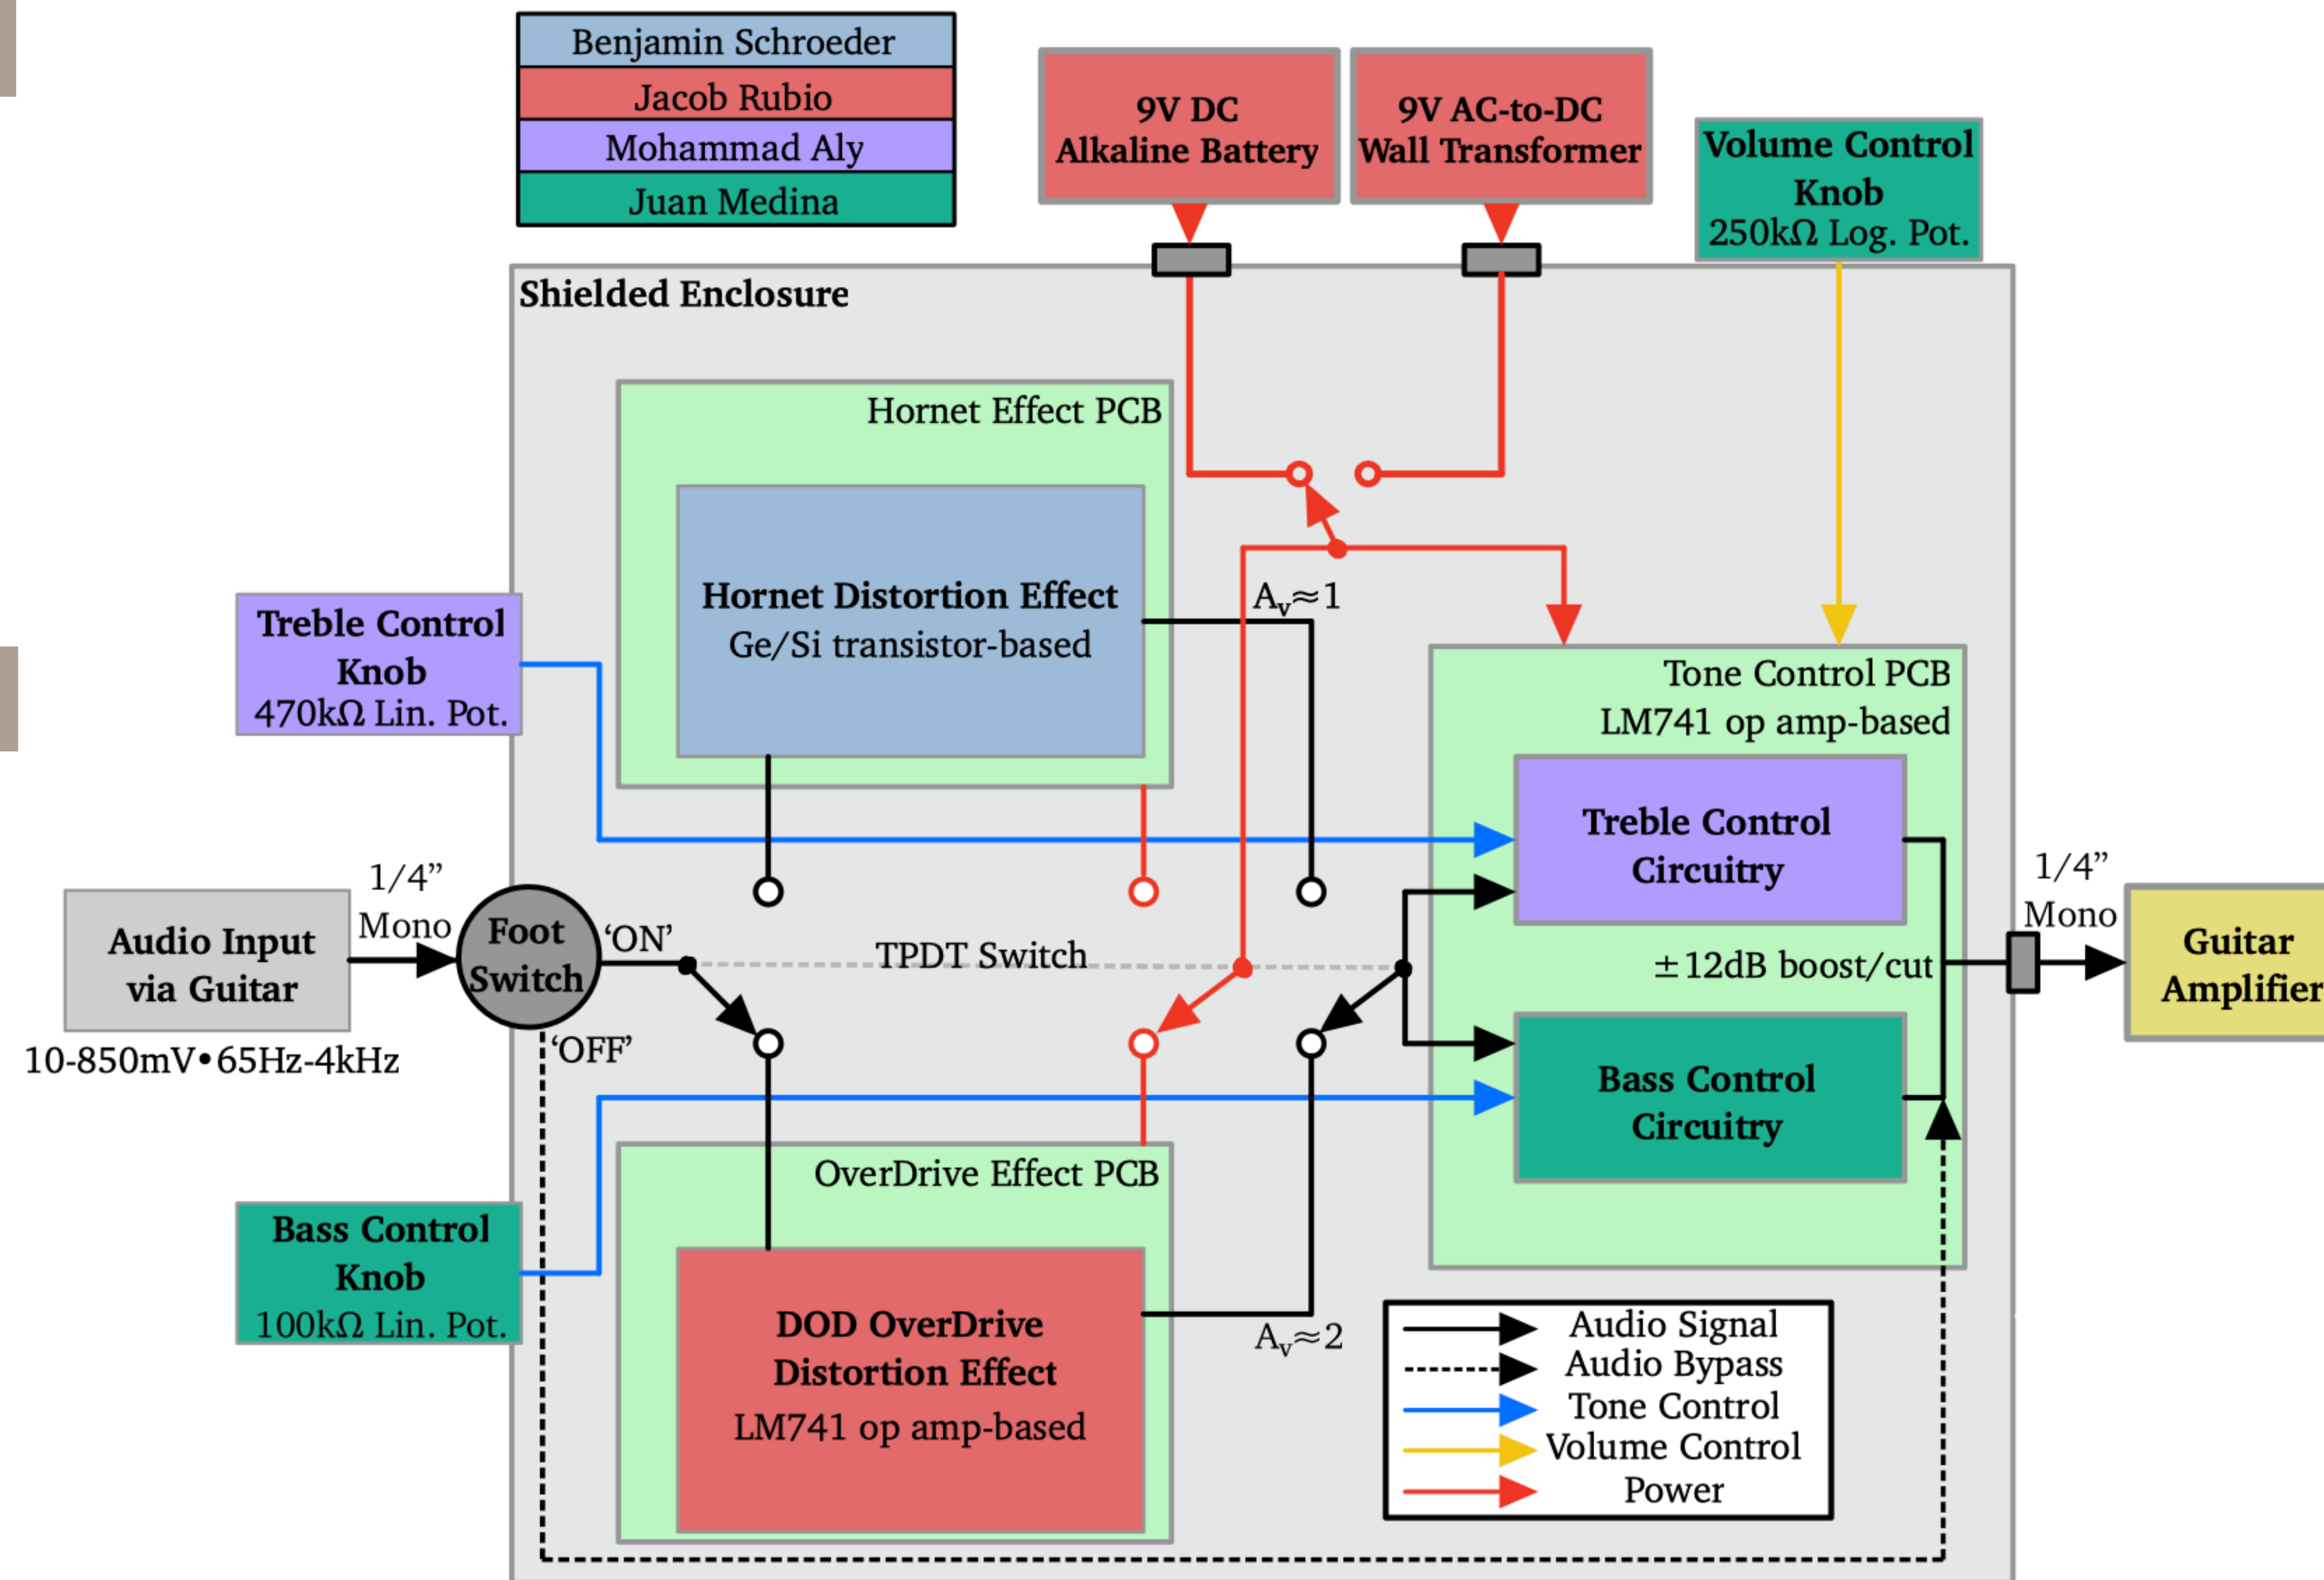 Benjamin Schroeder
Jacob Rubio
Mohammad Aly
Juan Medina
9V DC
Alkaline Battery
9V AC-to-DC
Wall Transformer
Volume Control
Knob
250kΩ Log. Pot.
Shielded Enclosure
Hornet Effect PCB
Hornet Distortion Effect
Ge/Si transistor-based
Av≈1
Treble Control
Knob
470kΩ Lin. Pot.
Tone Control PCB
LM741 op amp-based
Treble Control
Circuitry
1/4”
Mono
Audio Input
via Guitar
10-850mV•65Hz-4kHz
Foot
Switch
‘ON’
‘OFF’
TPDT Switch
±12dB boost/cut
1/4”
Mono
Guitar
Amplifier
Bass Control
Circuitry
OverDrive Effect PCB
Bass Control
Knob
100kΩ Lin. Pot.
DOD OverDrive
Distortion Effect
LM741 op amp-based
Av≈2
Audio Signal
Audio Bypass
Tone Control
Volume Control
Power